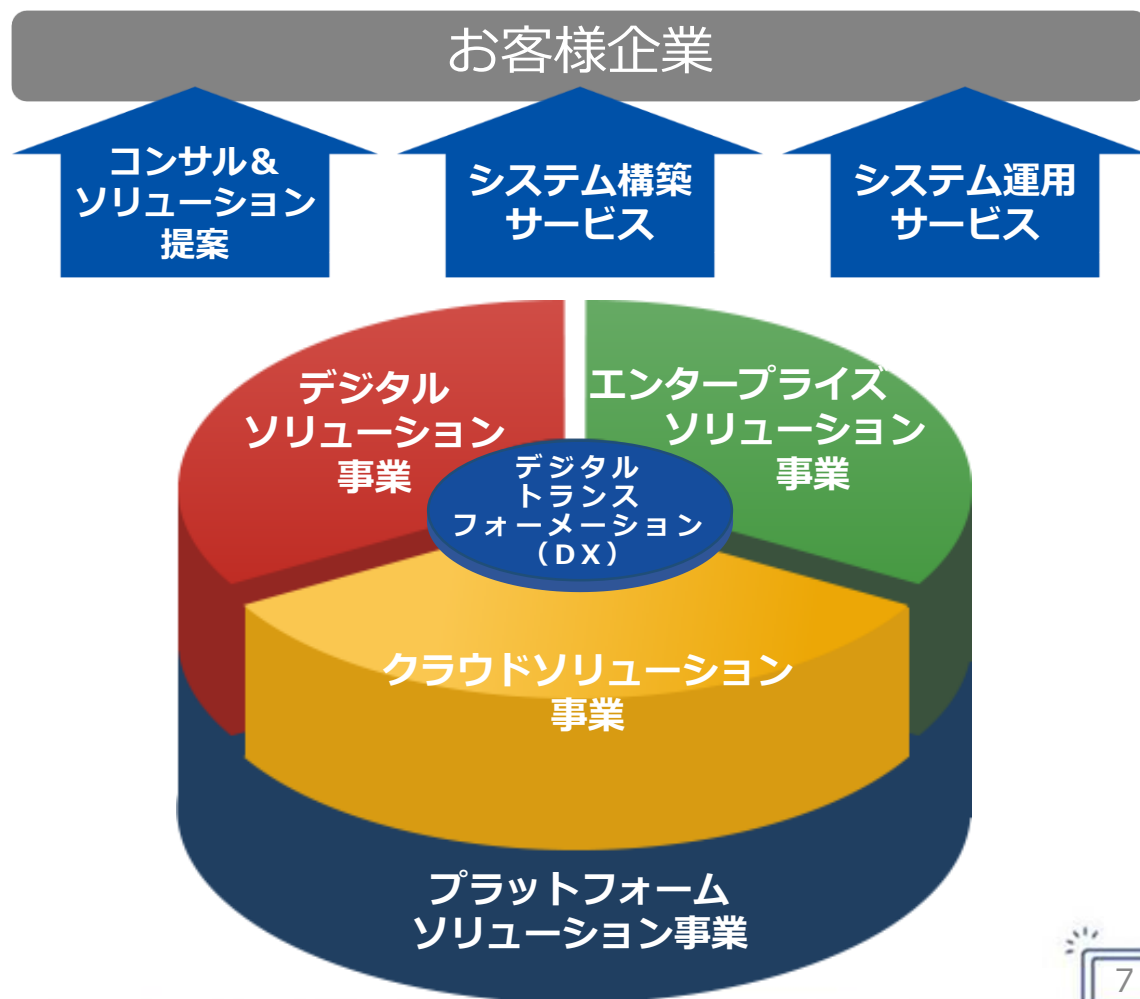 お客様企業
コンサル＆
ソリューション
提案
システム構築
サービス
システム運用
サービス
デジタル
ソリューション
事業
エンタープライズ
ソリューション
事業
デジタル
トランス
フォーメーション
（ＤＸ）
クラウドソリューション
事業
プラットフォーム
ソリューション事業
7